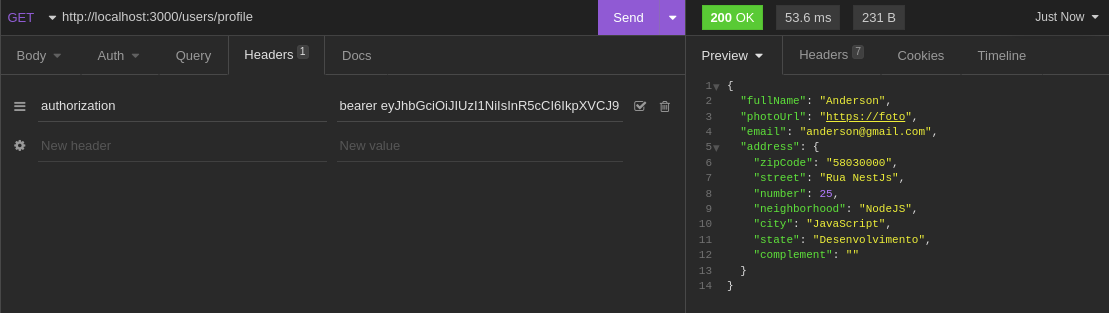 GET http://localhost:3000/users/profile Send 200 OK 53.6 ms 231 B Just Now
Body Auth Query Headers 1 Docs Preview Headers 7 Cookies Timeline
authorization bearer eyJhbGciOiJIUzI1NiIsInR5cCI6IkpXVCJ9
New header New value
1 {
2 "fullName": "Anderson",
3 "photoUrl": "https://foto",
4 "email": "anderson@gmail.com",
5 "address": {
6 "zipCode": "58030000",
7 "street": "Rua NestJs",
8 "number": 25,
9 "neighborhood": "NodeJS",
10 "city": "JavaScript",
11 "state": "Desenvolvimento",
12 "complement": ""
13 }
14 }